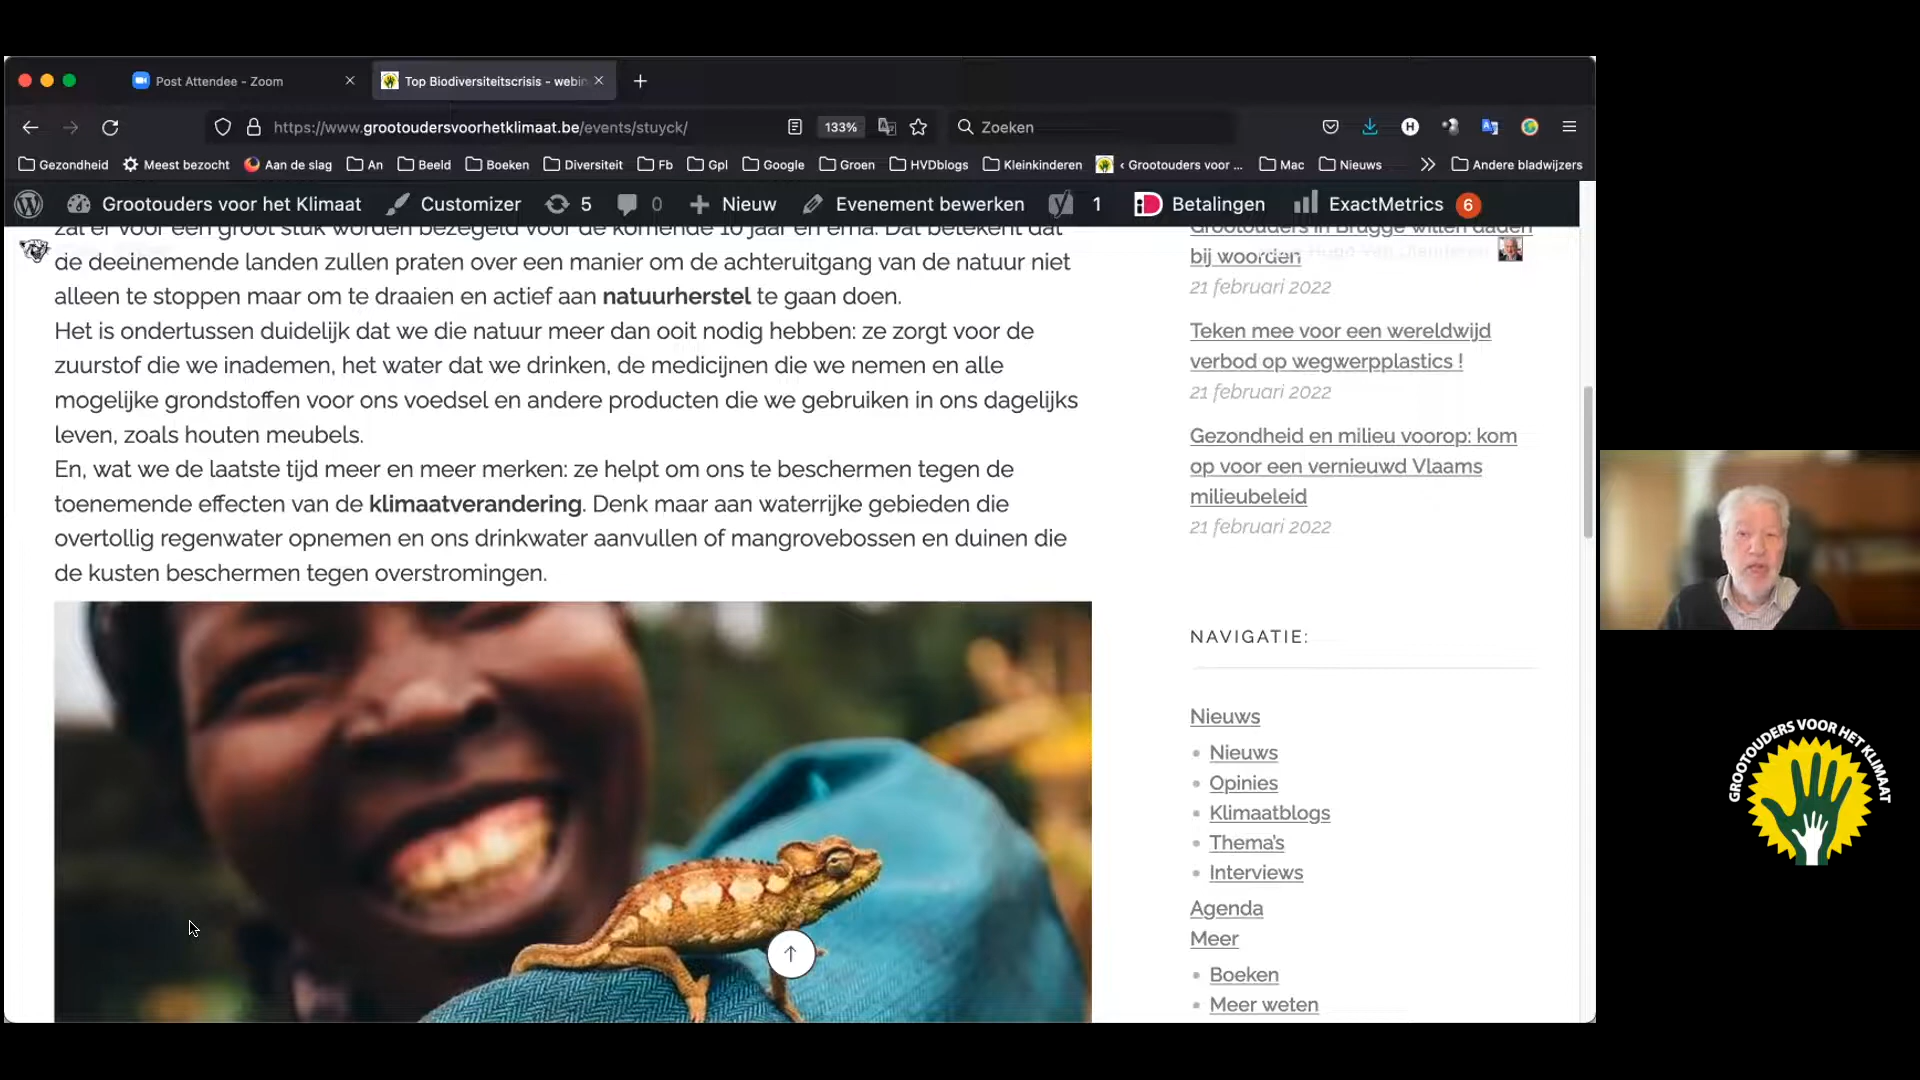 Post Attendee - Zoom
Top Biodiversiteitscrisis - webin
https://www.grootoudersvoorhetklimaat.be/events/stuyck/
133%
Zoeken
Gezondheid
Meest bezocht
Aan de slag
An
Beeld
Boeken
Diversiteit
Fb
Gpl
Google
Groen
HVDblogs
Kleinkinderen
‹ Grootouders voor ...
Mac
Nieuws
Andere bladwijzers
Grootouders voor het Klimaat
Customizer
5
0
Nieuw
Evenement bewerken
1
Betalingen
ExactMetrics
6
zal er voor een groot stuk worden bezegeld voor de komende 10 jaar en erna. Dat betekent dat
de deelnemende landen zullen praten over een manier om de achteruitgang van de natuur niet
alleen te stoppen maar om te draaien en actief aan natuurherstel te gaan doen.
Het is ondertussen duidelijk dat we die natuur meer dan ooit nodig hebben: ze zorgt voor de
zuurstof die we inademen, het water dat we drinken, de medicijnen die we nemen en alle
mogelijke grondstoffen voor ons voedsel en andere producten die we gebruiken in ons dagelijks
leven, zoals houten meubels.
En, wat we de laatste tijd meer en meer merken: ze helpt om ons te beschermen tegen de
toenemende effecten van de klimaatverandering. Denk maar aan waterrijke gebieden die
overtollig regenwater opnemen en ons drinkwater aanvullen of mangrovebossen en duinen die
de kusten beschermen tegen overstromingen.
Grootouders in Brugge willen daden
bij woorden
21 februari 2022
Teken mee voor een wereldwijd
verbod op wegwerpplastics !
21 februari 2022
Gezondheid en milieu voorop: kom
op voor een vernieuwd Vlaams
milieubeleid
21 februari 2022
NAVIGATIE:
Nieuws
Nieuws
Opinies
Klimaatblogs
Thema's
Interviews
Agenda
Meer
Boeken
Meer weten
GROOTOUDERS VOOR HET KLIMAAT